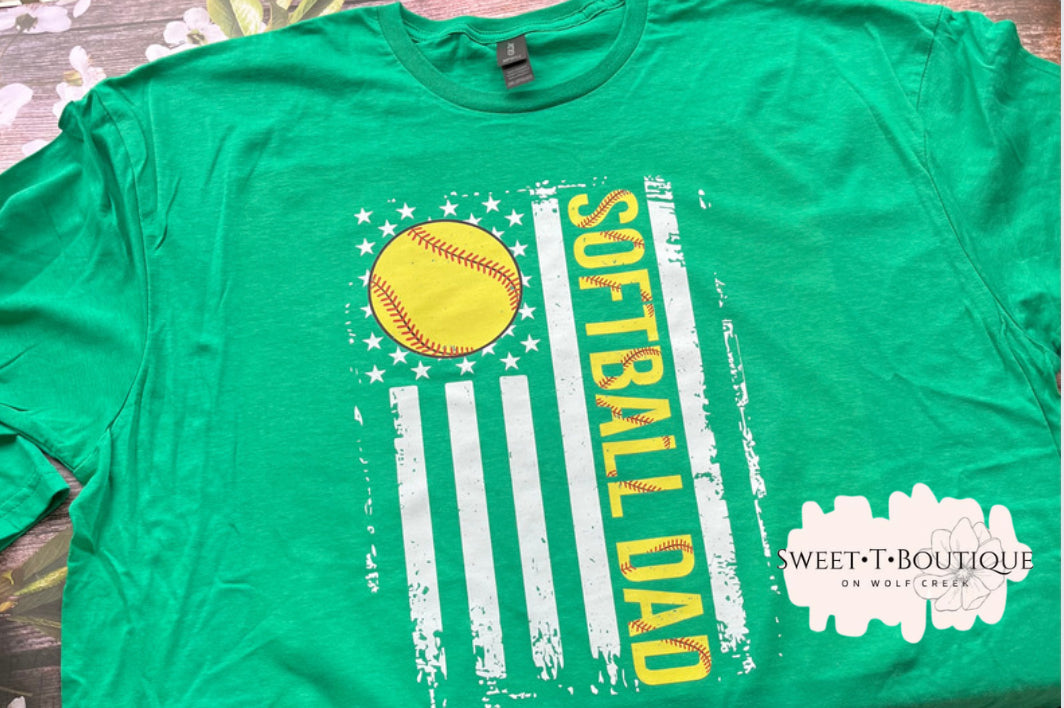 SOFTBALL DAD
SWEET•T•BOUTIQUE
ON WOLF CREEK